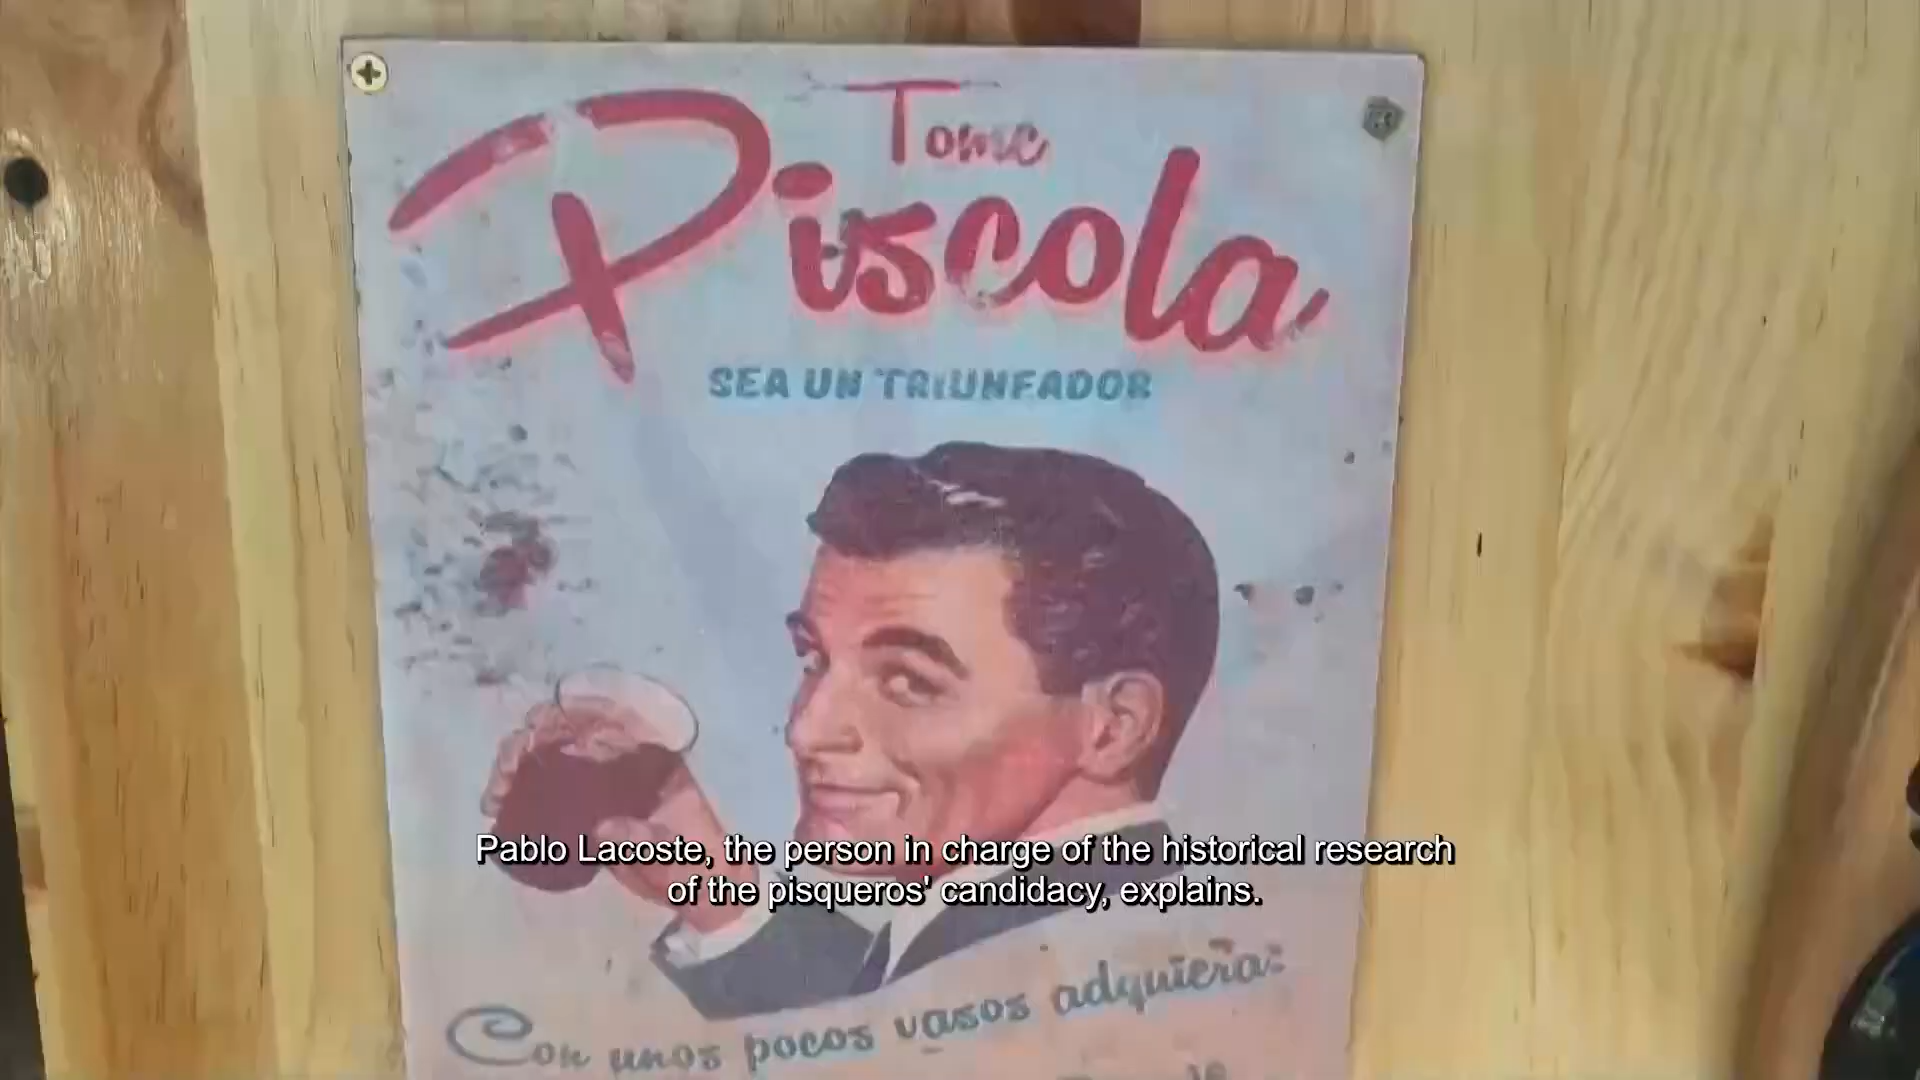 Tome
Piscola
SEA UN TRIUNFADOR
Pablo Lacoste, the person in charge of the historical research
of the pisqueros' candidacy, explains.
Con unos pocos vasos adquiera: